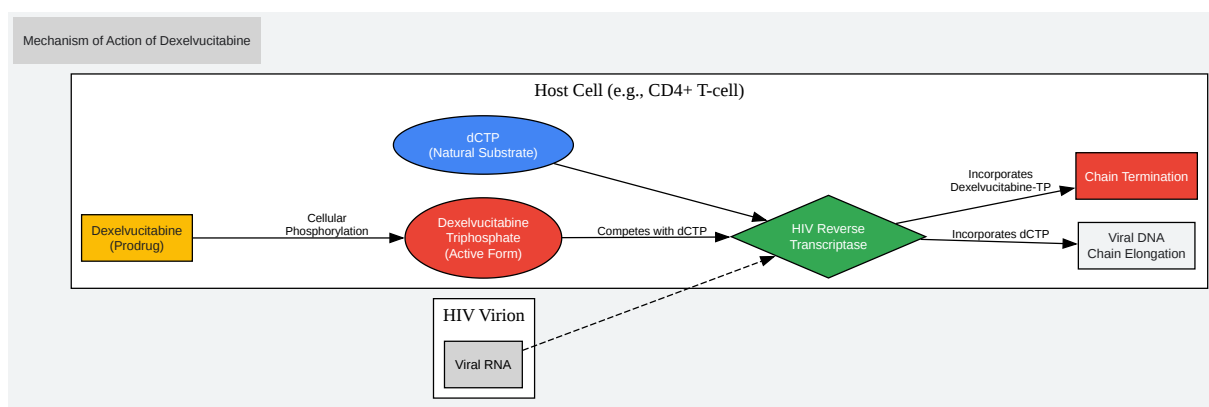 Mechanism of Action of Dexelvucitabine
Host Cell (e.g., CD4+ T-cell)
dCTP
(Natural Substrate)
Dexelvucitabine
(Prodrug)
Cellular
Phosphorylation
Dexelvucitabine
Triphosphate
(Active Form)
Competes with dCTP
HIV Reverse
Transcriptase
Incorporates
Dexelvucitabine-TP
Chain Termination
Incorporates dCTP
Viral DNA
Chain Elongation
HIV Virion
Viral RNA